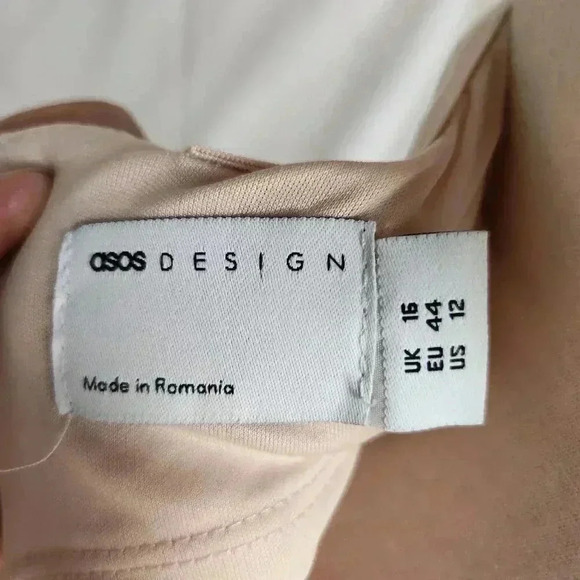 asos DESIGN
Made in Romania
UK 16
EU 44
US 12